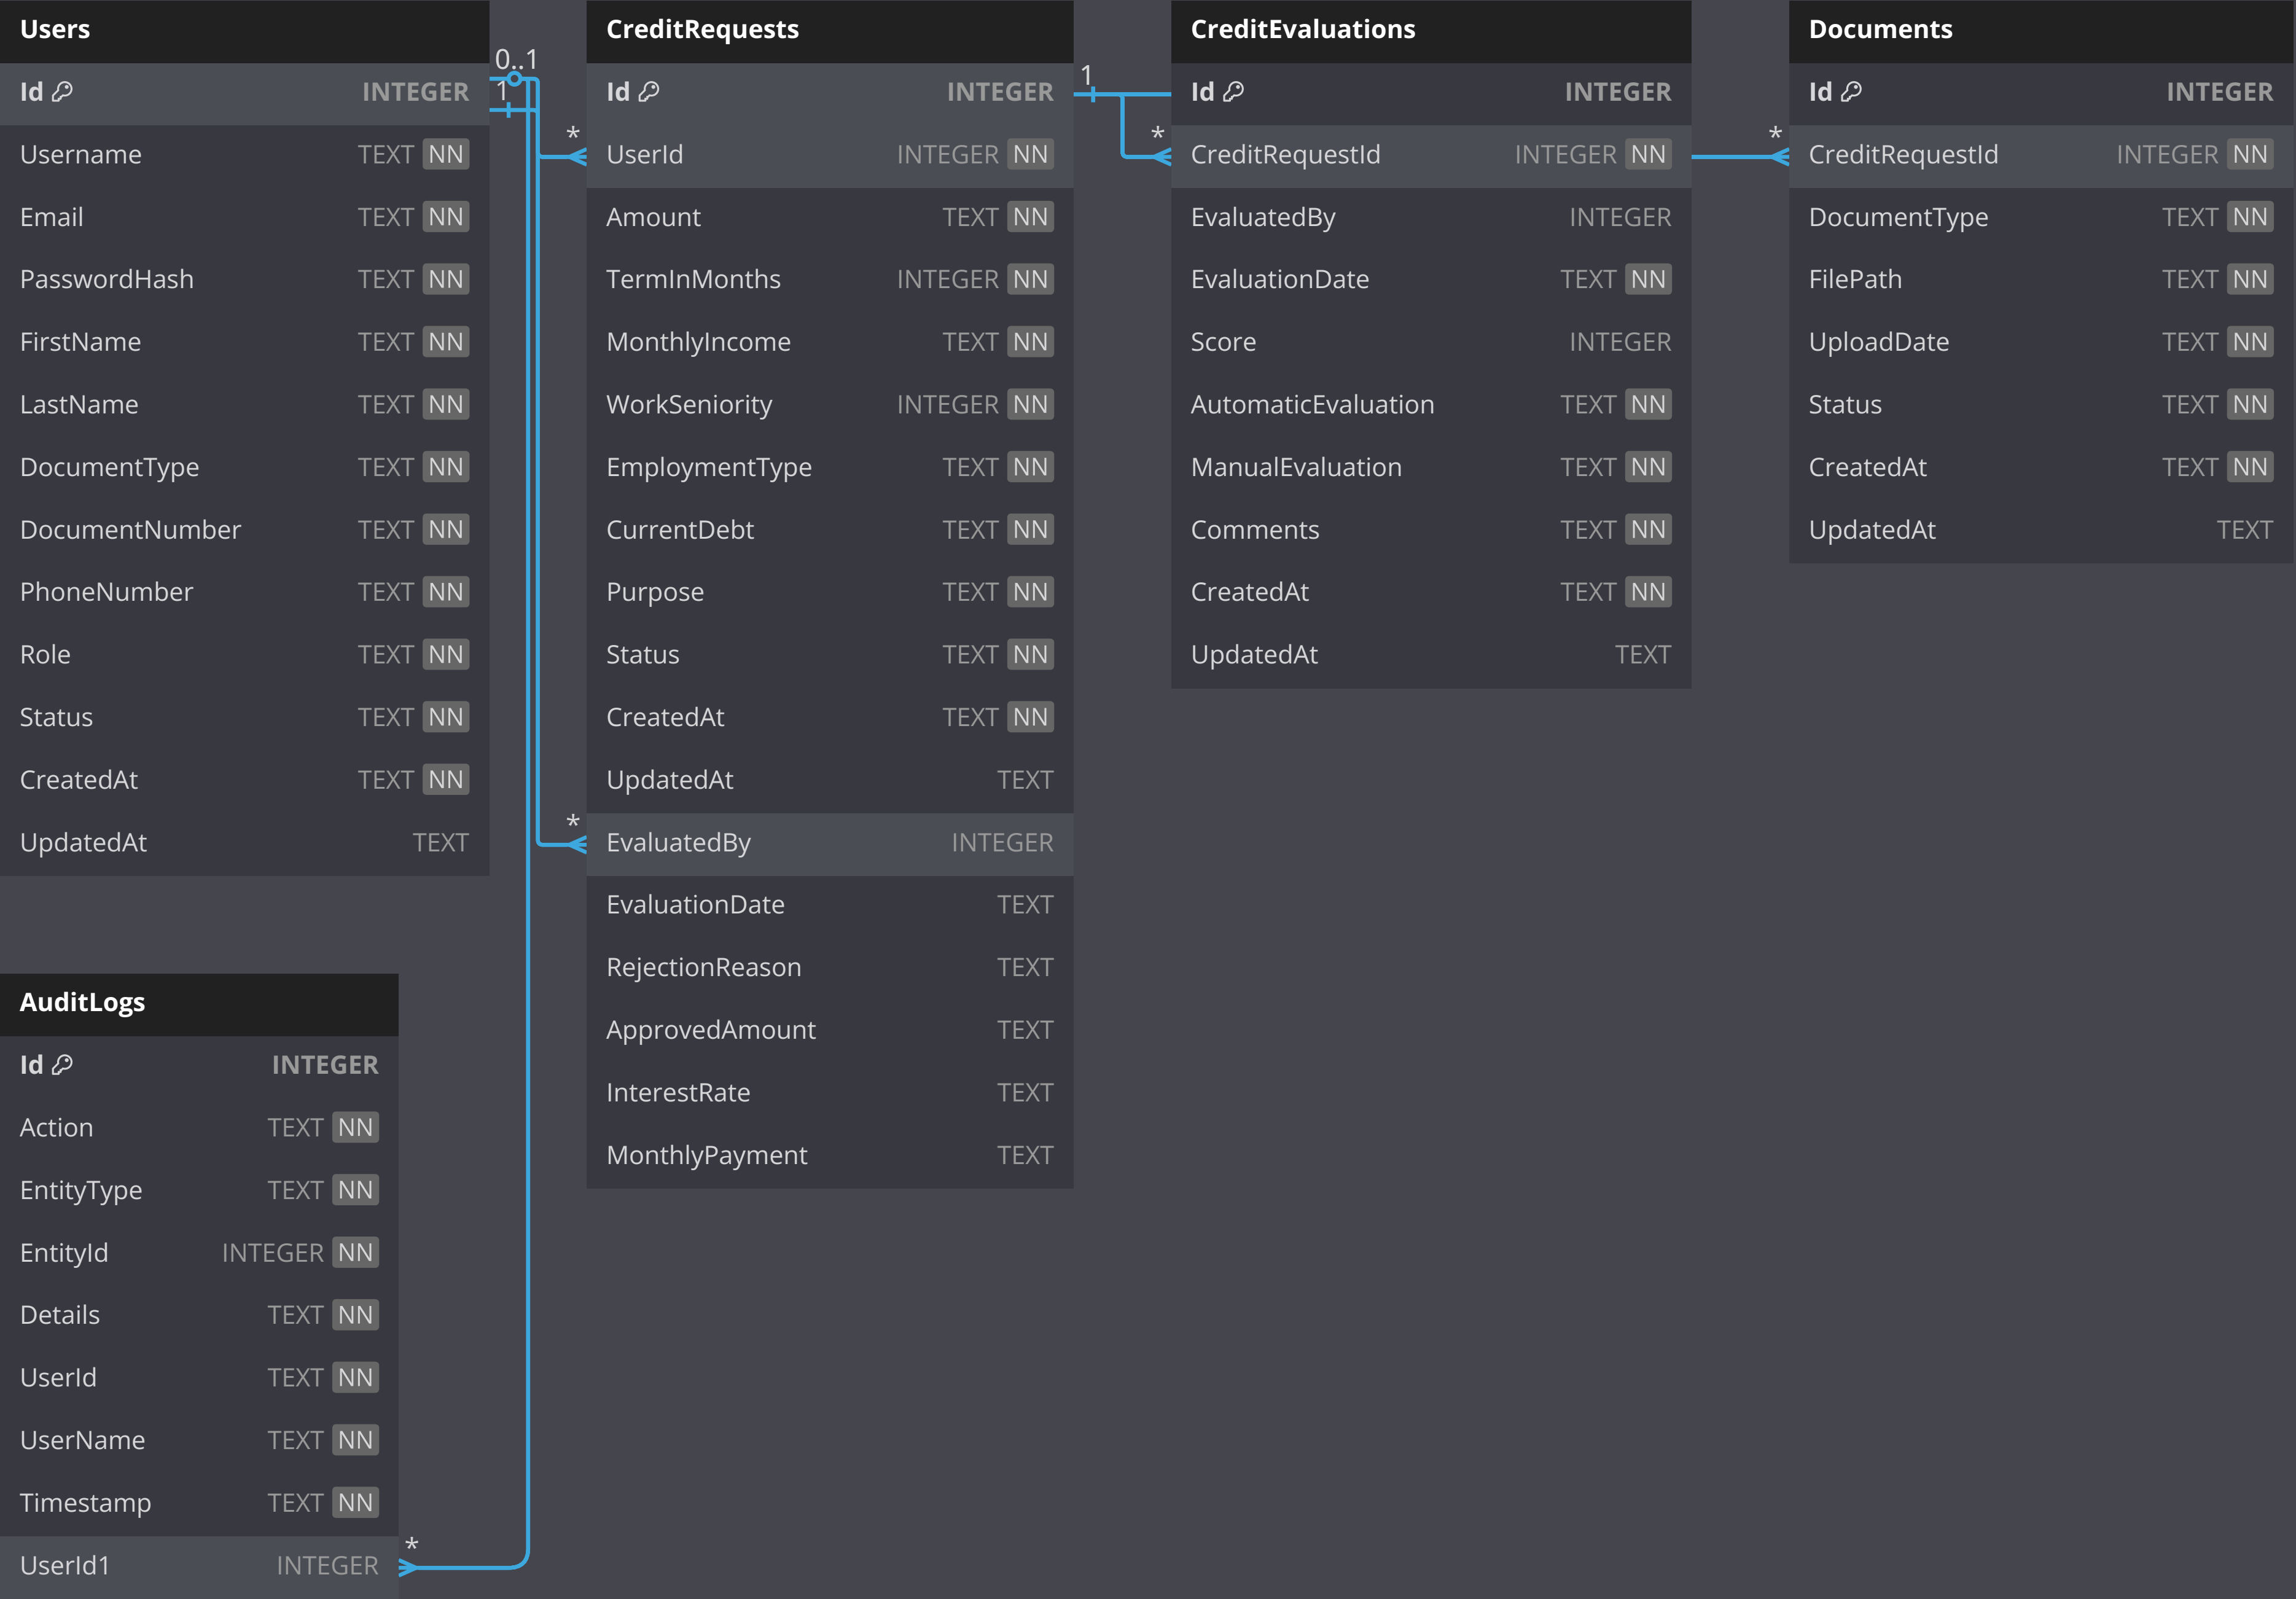 Users
Id INTEGER
Username TEXT NN
Email TEXT NN
PasswordHash TEXT NN
FirstName TEXT NN
LastName TEXT NN
DocumentType TEXT NN
DocumentNumber TEXT NN
PhoneNumber TEXT NN
Role TEXT NN
Status TEXT NN
CreatedAt TEXT NN
UpdatedAt TEXT
0..1
1
*
*
CreditRequests
Id INTEGER
UserId INTEGER NN
Amount TEXT NN
TermInMonths INTEGER NN
MonthlyIncome TEXT NN
WorkSeniority INTEGER NN
EmploymentType TEXT NN
CurrentDebt TEXT NN
Purpose TEXT NN
Status TEXT NN
CreatedAt TEXT NN
UpdatedAt TEXT
EvaluatedBy INTEGER
EvaluationDate TEXT
RejectionReason TEXT
ApprovedAmount TEXT
InterestRate TEXT
MonthlyPayment TEXT
1
*
CreditEvaluations
Id INTEGER
CreditRequestId INTEGER NN
EvaluatedBy INTEGER
EvaluationDate TEXT NN
Score INTEGER
AutomaticEvaluation TEXT NN
ManualEvaluation TEXT NN
Comments TEXT NN
CreatedAt TEXT NN
UpdatedAt TEXT
*
Documents
Id INTEGER
CreditRequestId INTEGER NN
DocumentType TEXT NN
FilePath TEXT NN
UploadDate TEXT NN
Status TEXT NN
CreatedAt TEXT NN
UpdatedAt TEXT
AuditLogs
Id INTEGER
Action TEXT NN
EntityType TEXT NN
EntityId INTEGER NN
Details TEXT NN
UserId TEXT NN
UserName TEXT NN
Timestamp TEXT NN
UserId1 INTEGER
*